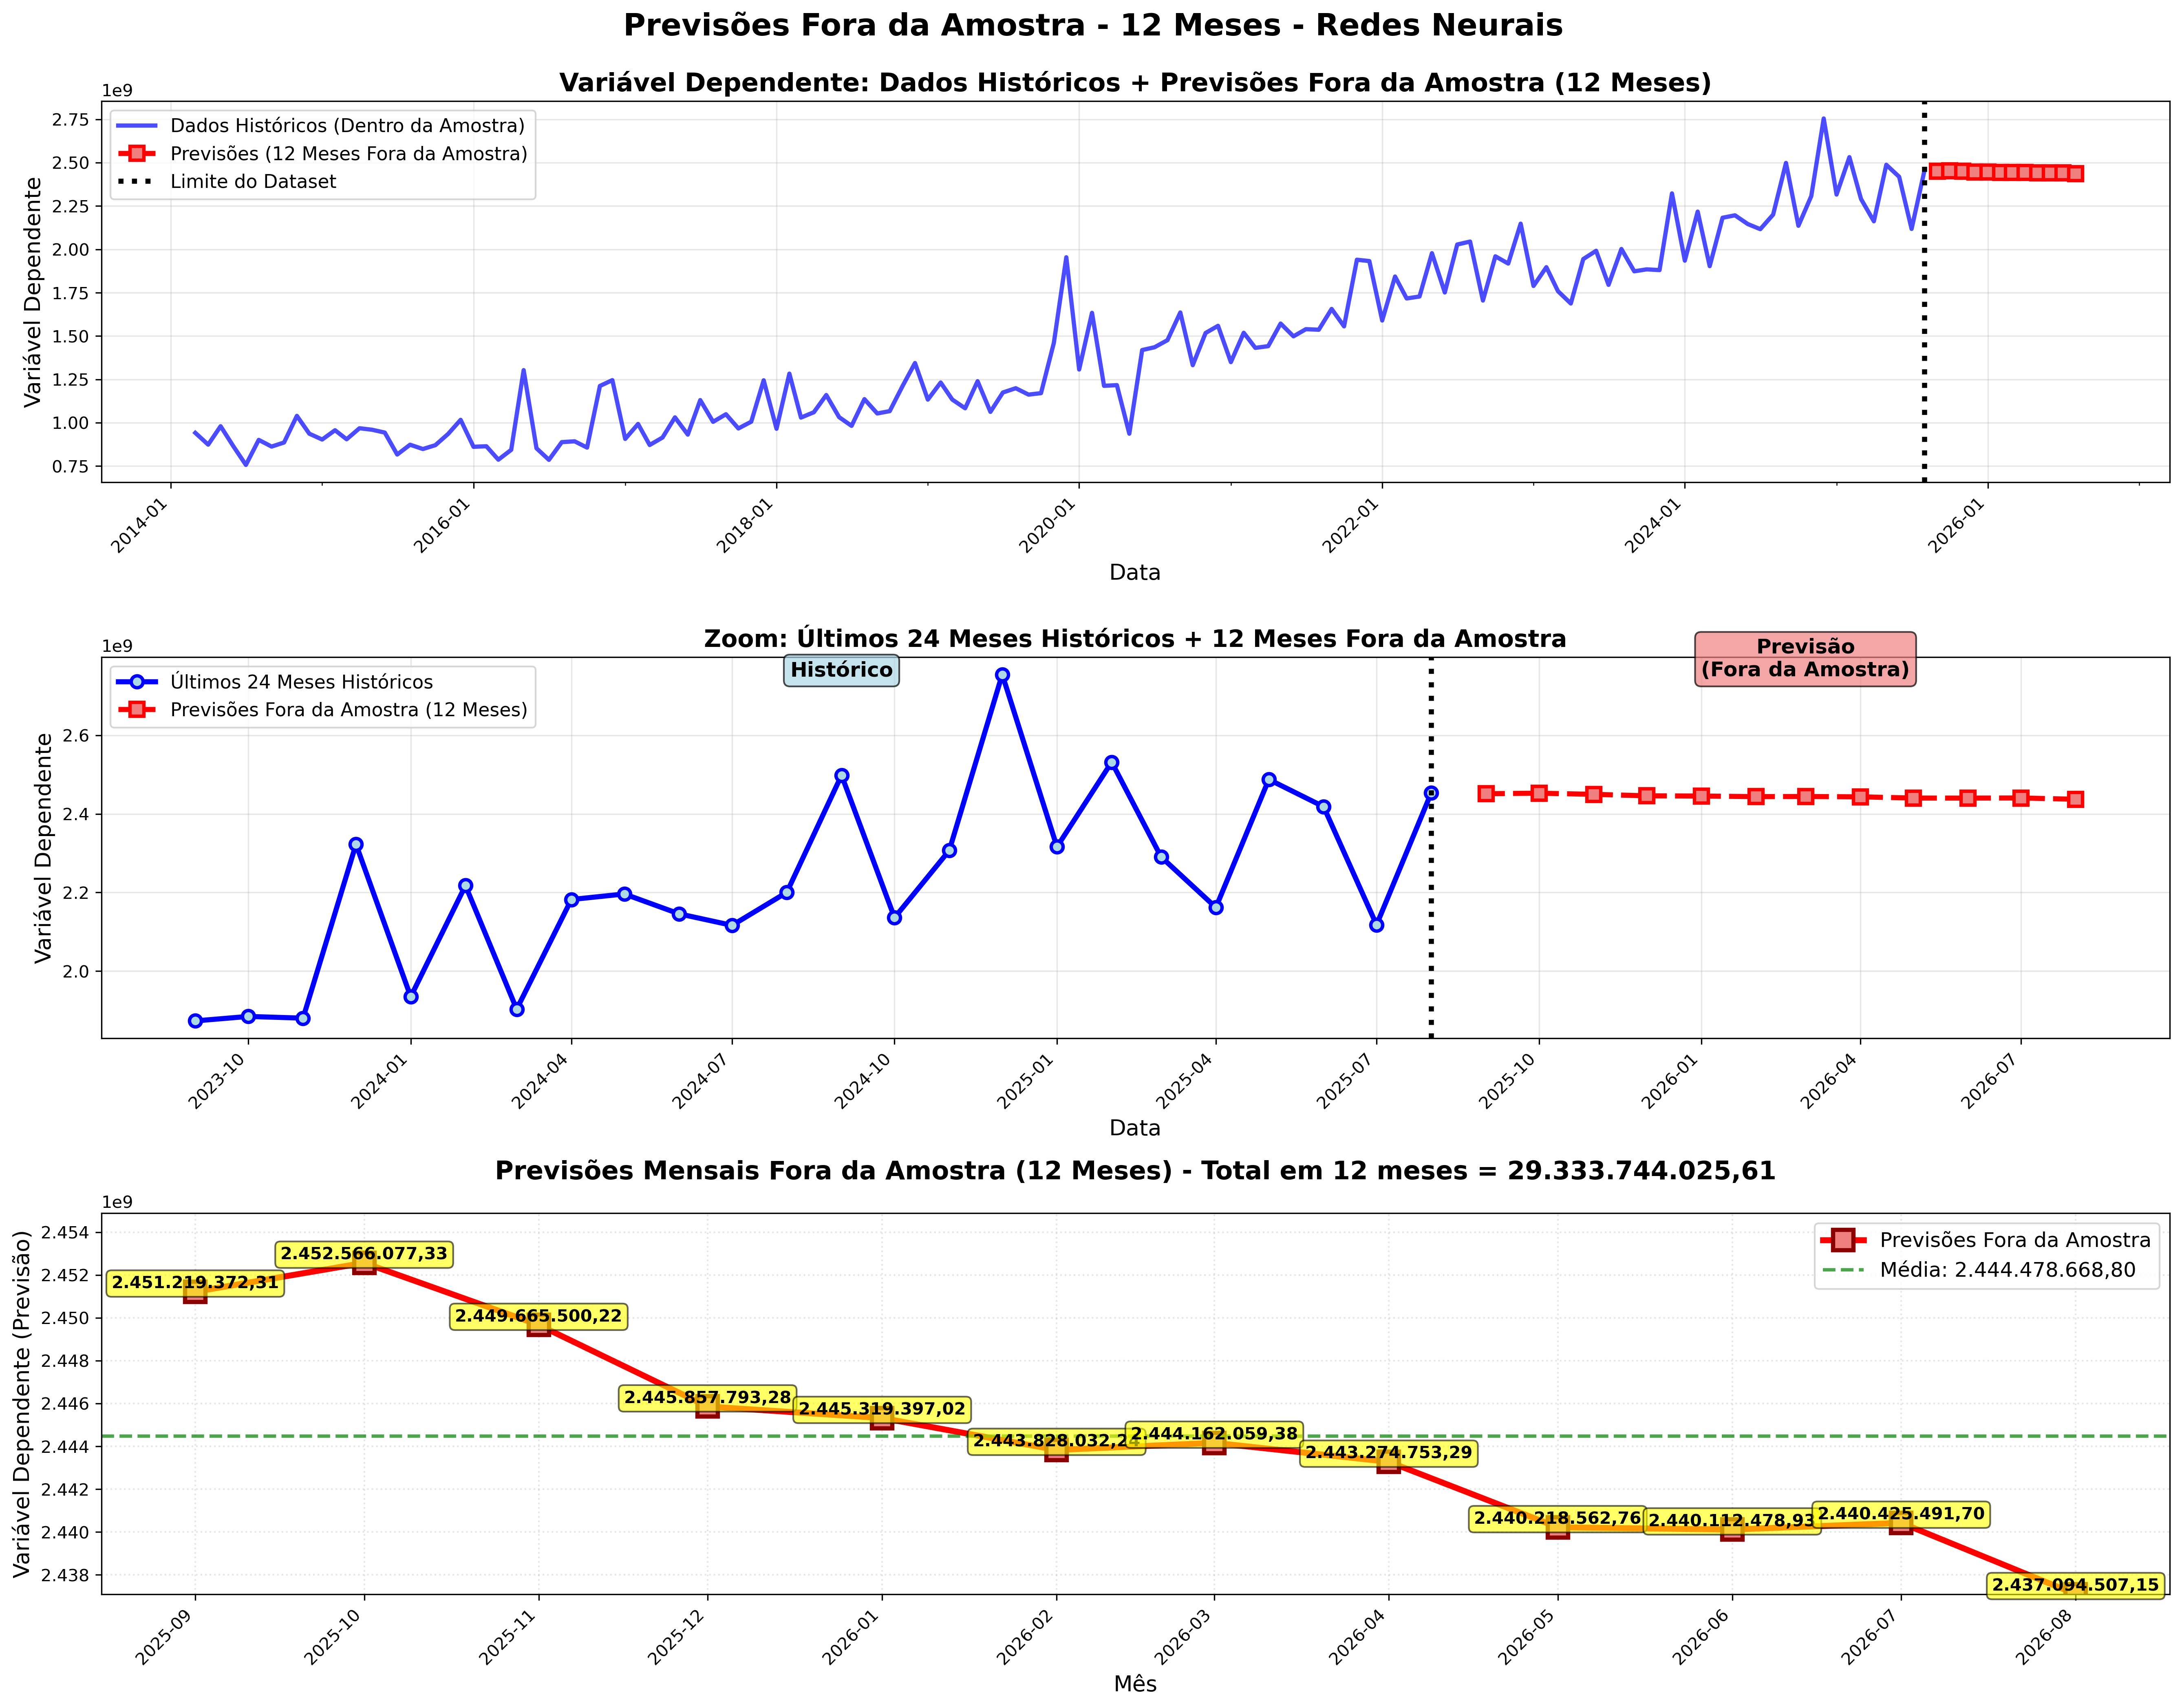 Previsões Fora da Amostra - 12 Meses - Redes Neurais
Variável Dependente: Dados Históricos + Previsões Fora da Amostra (12 Meses)
1e9
Dados Históricos (Dentro da Amostra)
Previsões (12 Meses Fora da Amostra)
Limite do Dataset
Variável Dependente
2.75
2.50
2.25
2.00
1.75
1.50
1.25
1.00
0.75
2014-01
2016-01
2018-01
2020-01
2022-01
2024-01
2026-01
Data
Zoom: Últimos 24 Meses Históricos + 12 Meses Fora da Amostra
1e9
Últimos 24 Meses Históricos
Previsões Fora da Amostra (12 Meses)
Histórico
Previsão
(Fora da Amostra)
Variável Dependente
2.6
2.4
2.2
2.0
2023-10
2024-01
2024-04
2024-07
2024-10
2025-01
2025-04
2025-07
2025-10
2026-01
2026-04
2026-07
Data
Previsões Mensais Fora da Amostra (12 Meses) - Total em 12 meses = 29.333.744.025,61
1e9
Previsões Fora da Amostra
Média: 2.444.478.668,80
Variável Dependente (Previsão)
2.454
2.452
2.450
2.448
2.446
2.444
2.442
2.440
2.438
2.451.219.372,31
2.452.566.077,33
2.449.665.500,22
2.445.857.793,28
2.445.319.397,02
2.443.828.032,24
2.444.162.059,38
2.443.274.753,29
2.440.218.562,76
2.440.112.478,93
2.440.425.491,70
2.437.094.507,15
2025-09
2025-10
2025-11
2025-12
2026-01
2026-02
2026-03
2026-04
2026-05
2026-06
2026-07
2026-08
Mês